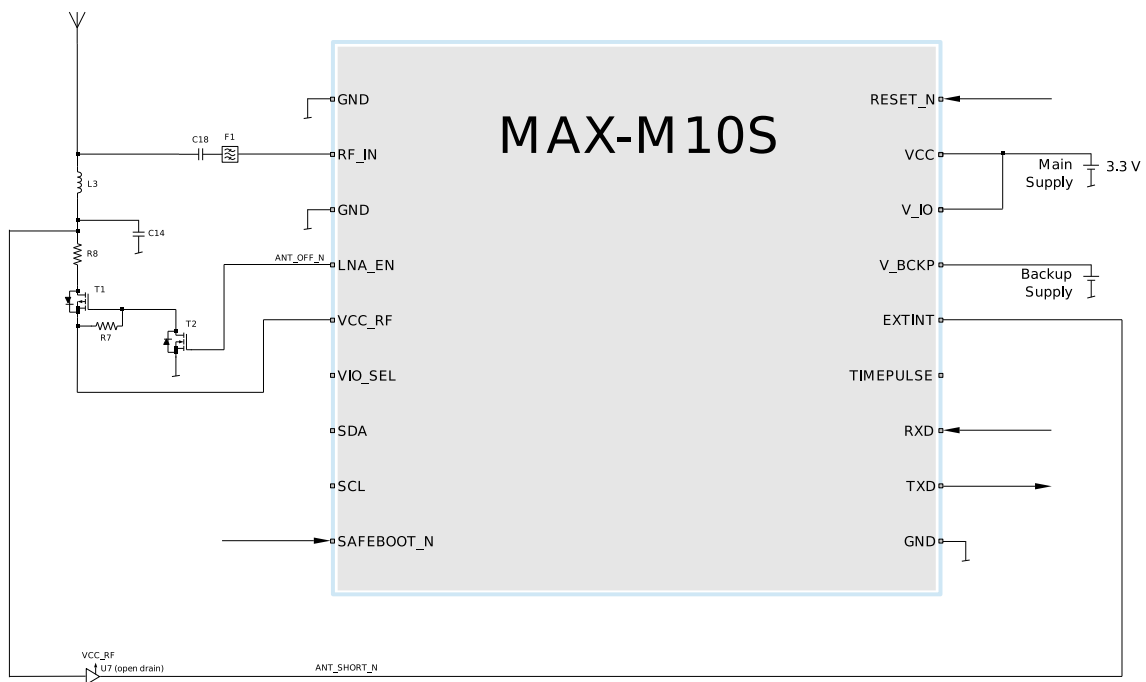 MAX-M10S
GND
RF_IN
GND
LNA_EN
VCC_RF
VIO_SEL
SDA
SCL
SAFEBOOT_N
RESET_N
VCC
V_IO
V_BCKP
EXTINT
TIMEPULSE
RXD
TXD
GND
Main
Supply
3.3 V
Backup
Supply
C18
F1
L3
C14
R8
ANT_OFF_N
T1
T2
R7
VCC_RF
U7 (open drain)
ANT_SHORT_N